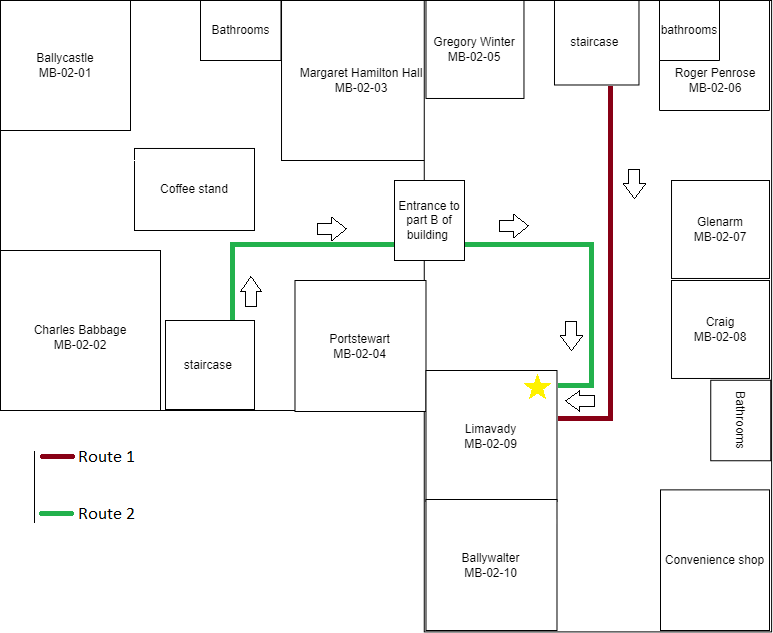 Ballycastle
MB-02-01
Bathrooms
Margaret Hamilton Hall
MB-02-03
Gregory Winter
MB-02-05
staircase
bathrooms
Roger Penrose
MB-02-06
Coffee stand
Entrance to
part B of
building
Glenarm
MB-02-07
Charles Babbage
MB-02-02
staircase
Portstewart
MB-02-04
Craig
MB-02-08
Limavady
MB-02-09
Bathrooms
Route 1
Route 2
Ballywalter
MB-02-10
Convenience shop